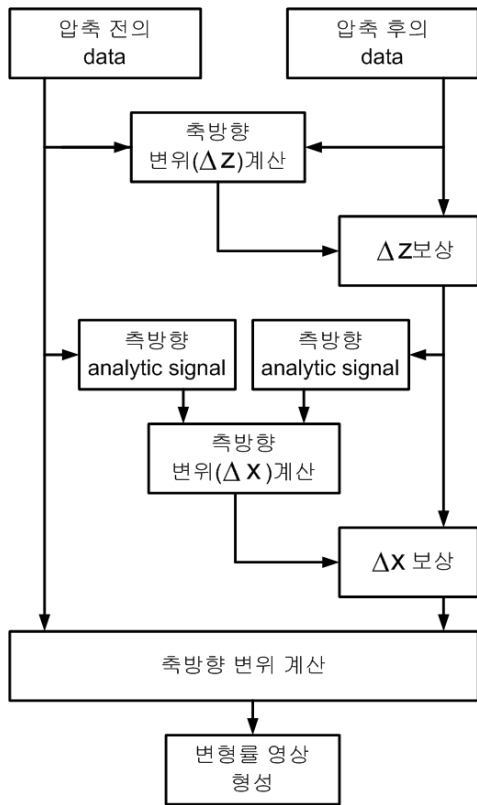 압축 전의
data
압축 후의
data
축방향
변위(Δz)계산
Δz보상
측방향
analytic signal
측방향
analytic signal
측방향
변위(Δx)계산
Δx 보상
축방향 변위 계산
변형률 영상
형성